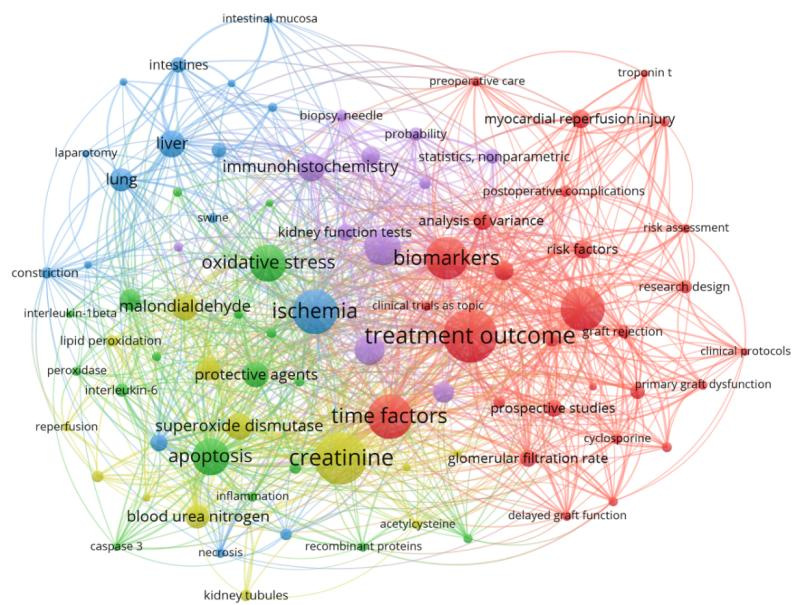 intestinal mucosa
intestines
troponin t
preoperative care
biopsy, needle
myocardial reperfusion injury
probability
liver
laparotomy
statistics, nonparametric
immunohistochemistry
lung
postoperative complications
swine
analysis of variance
risk assessment
kidney function tests
risk factors
biomarkers
oxidative stress
constriction
research design
malondialdehyde
clinical trials as topic
interleukin-1beta
ischemia
treatment outcome
graft rejection
lipid peroxidation
clinical protocols
peroxidase
protective agents
primary graft dysfunction
interleukin-6
prospective studies
time factors
reperfusion
superoxide dismutase
cyclosporine
apoptosis
creatinine
glomerular filtration rate
inflammation
blood urea nitrogen
delayed graft function
acetylcysteine
caspase 3
necrosis
recombinant proteins
kidney tubules